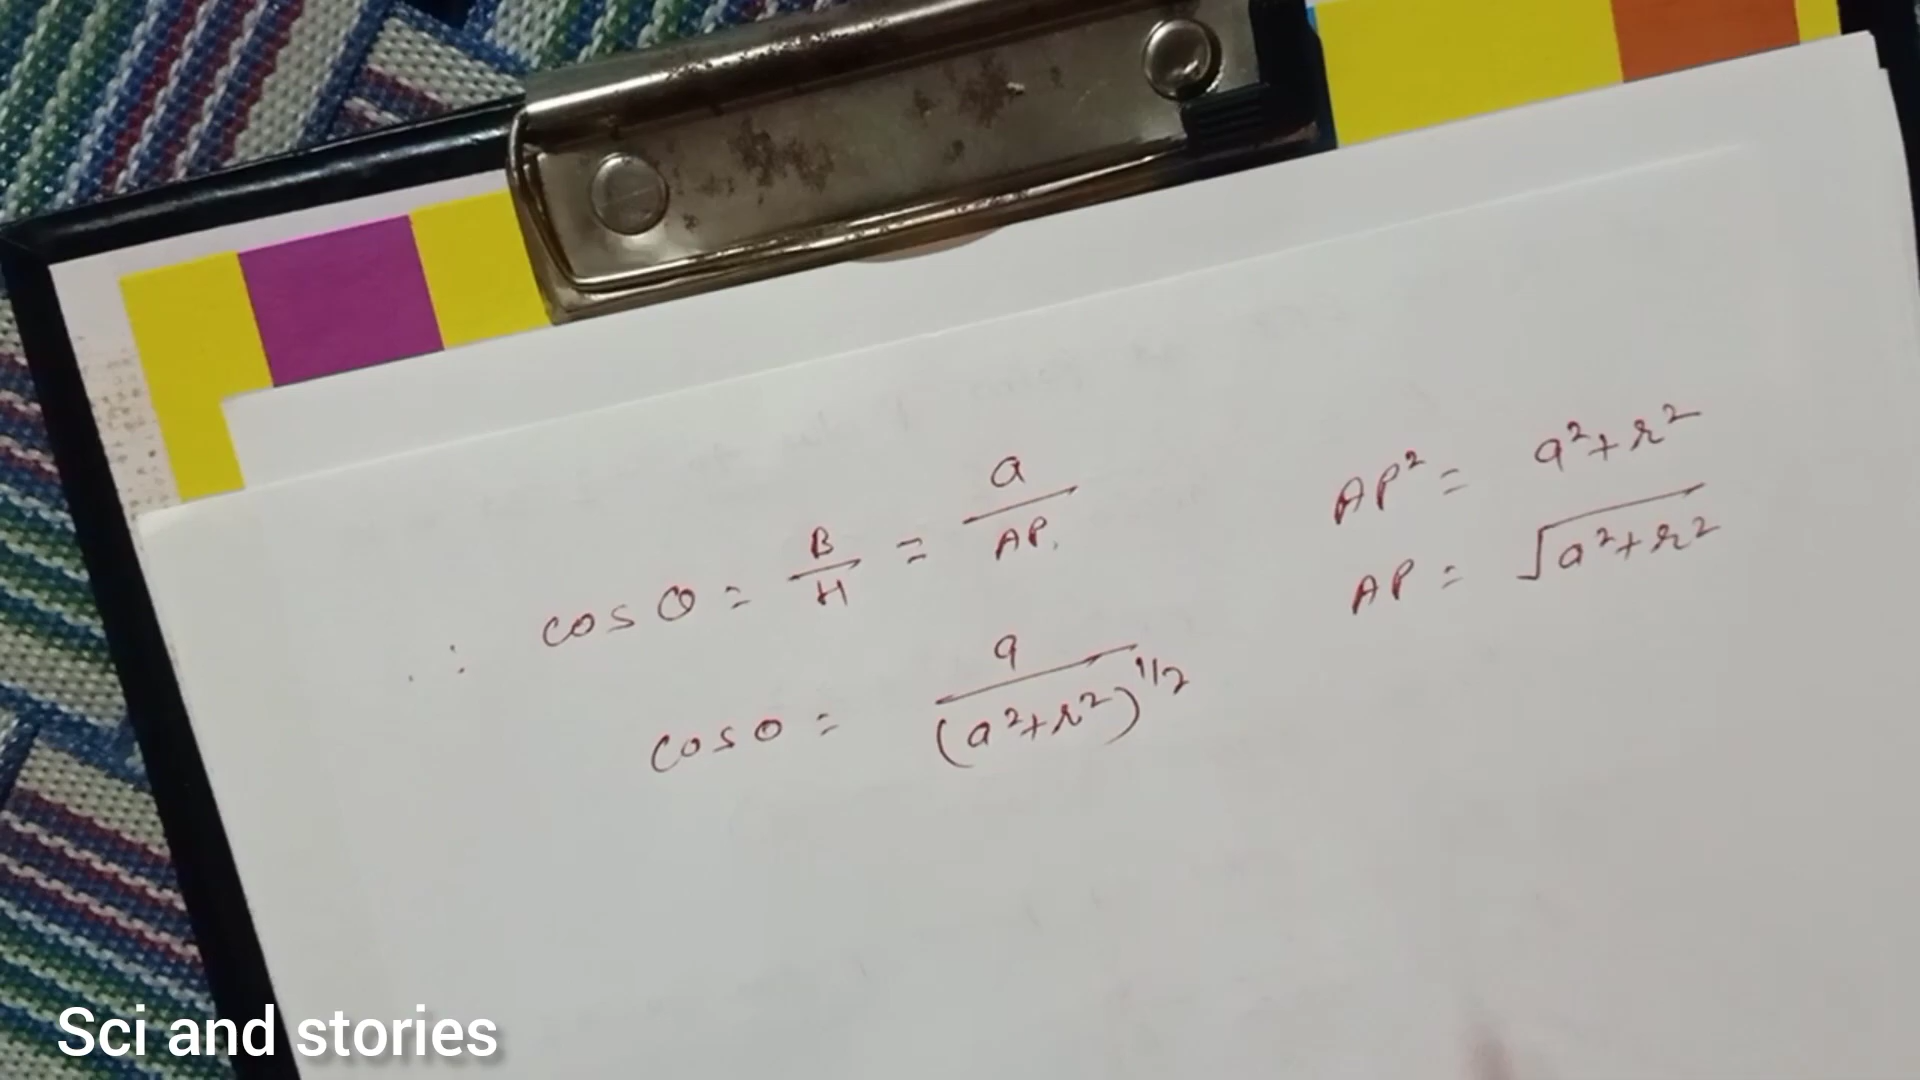 ∴ cos θ = B/H = a/AP.
AP² = a² + r²
AP = √a² + r²
cos θ = a/(a² + r²)^1/2
Sci and stories